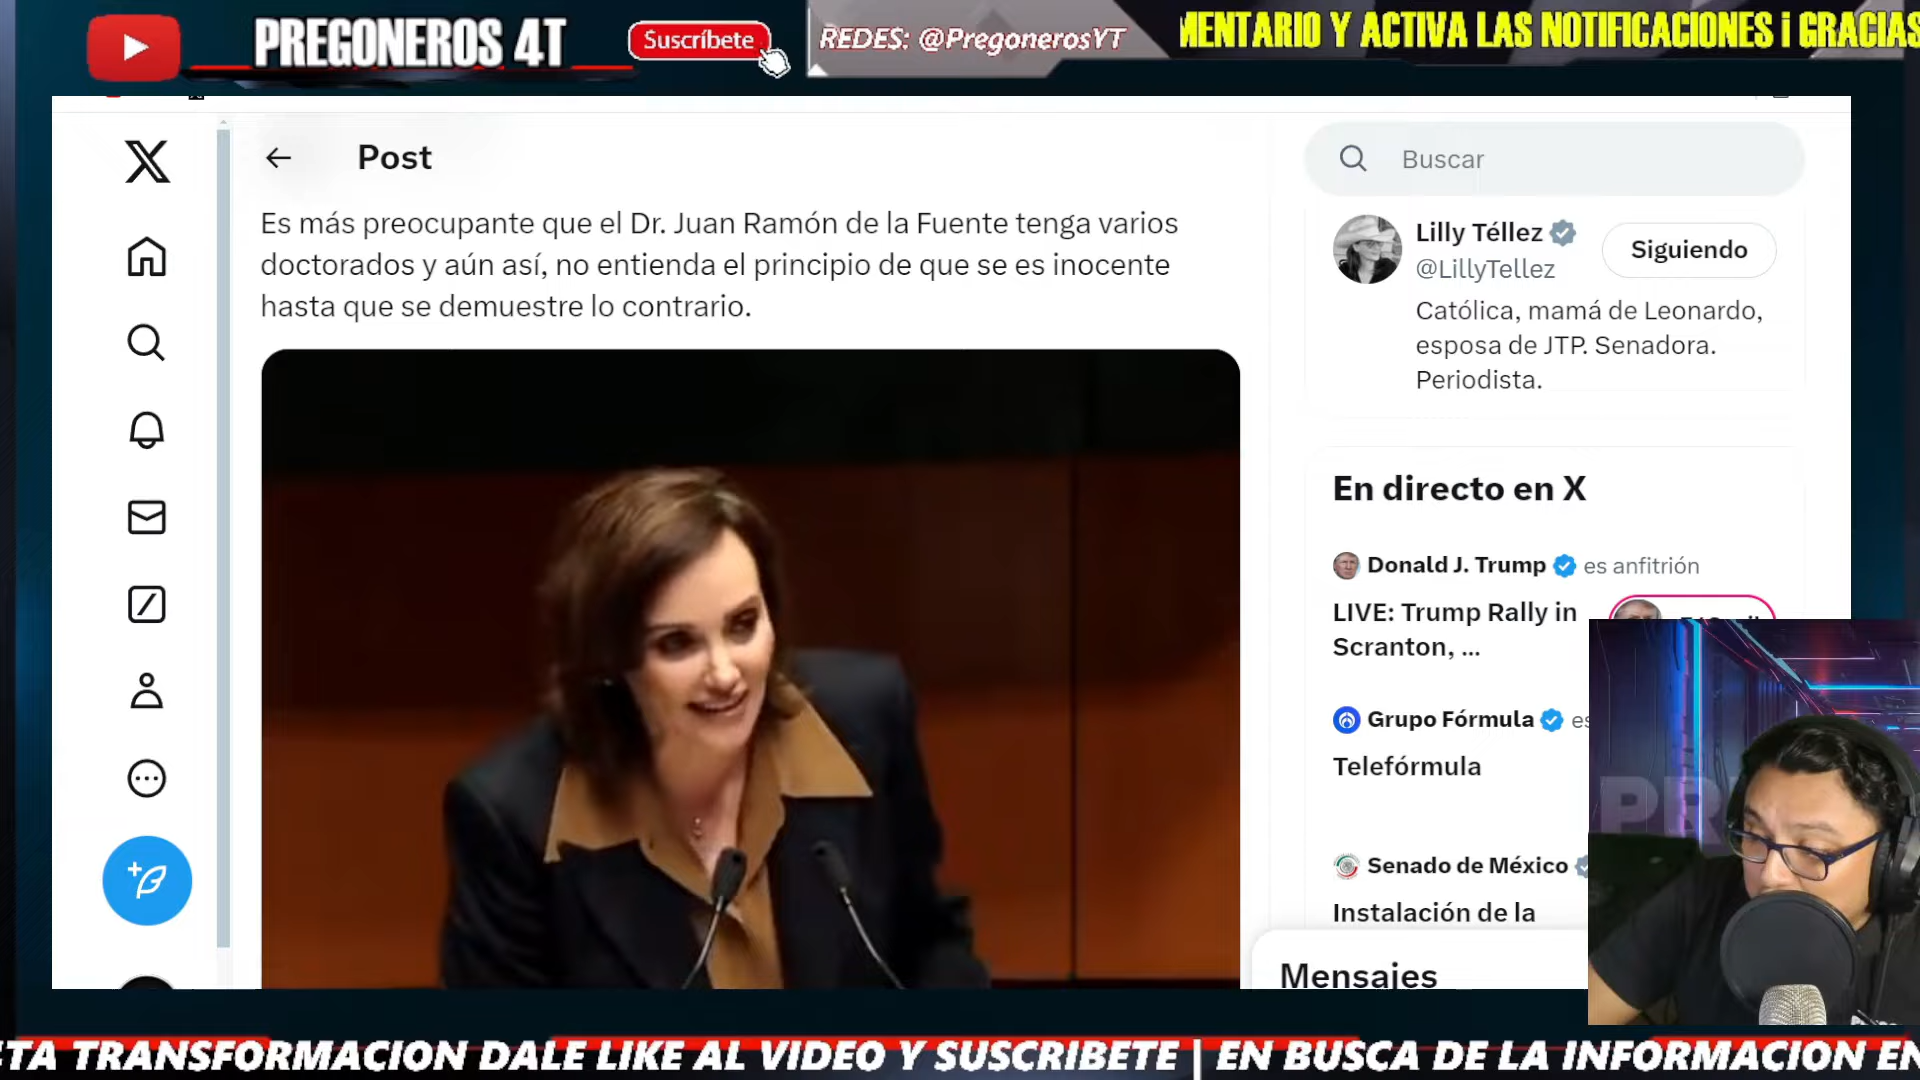 PREGONEROS 4T
Suscríbete
REDES: @PregonerosYT
MENTARIO Y ACTIVA LAS NOTIFICACIONES ¡ GRACIAS
Post
Es más preocupante que el Dr. Juan Ramón de la Fuente tenga varios
doctorados y aún así, no entienda el principio de que se es inocente
hasta que se demuestre lo contrario.
Buscar
Lilly Téllez
@LillyTellez
Siguiendo
Católica, mamá de Leonardo,
esposa de JTP. Senadora.
Periodista.
En directo en X
Donald J. Trump es anfitrión
LIVE: Trump Rally in
Scranton, ...
Grupo Fórmula es
Telefórmula
Senado de México
Instalación de la
Mensajes
PR
ETA TRANSFORMACION DALE LIKE AL VIDEO Y SUSCRIBETE | EN BUSCA DE LA INFORMACION EN